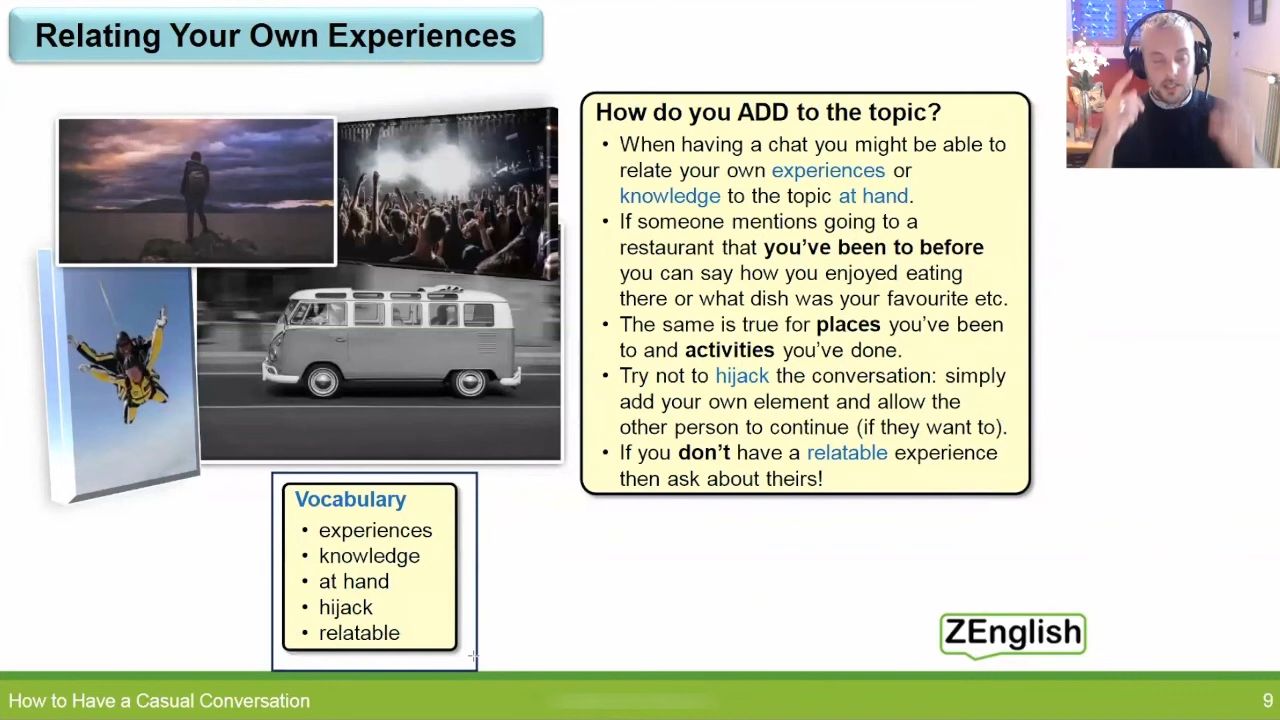 Relating Your Own Experiences
How do you ADD to the topic?
• When having a chat you might be able to
relate your own experiences or
knowledge to the topic at hand.
• If someone mentions going to a
restaurant that you’ve been to before
you can say how you enjoyed eating
there or what dish was your favourite etc.
• The same is true for places you’ve been
to and activities you’ve done.
• Try not to hijack the conversation: simply
add your own element and allow the
other person to continue (if they want to).
• If you don’t have a relatable experience
then ask about theirs!
Vocabulary
• experiences
• knowledge
• at hand
• hijack
• relatable
ZEnglish
How to Have a Casual Conversation
9